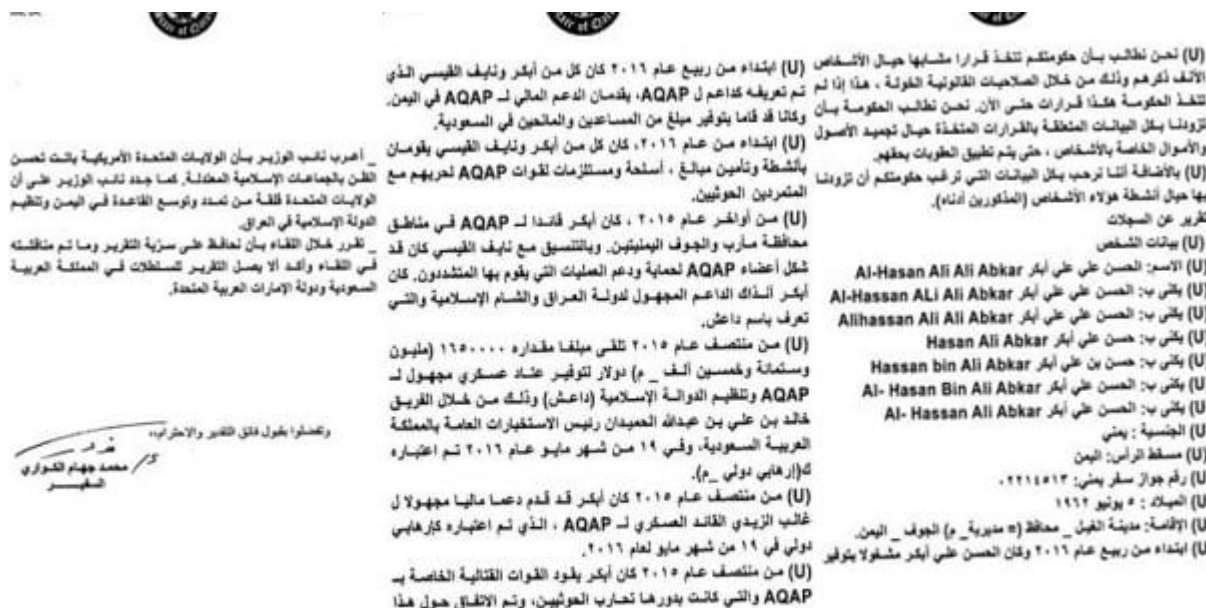 (U) نحن نطالب بأن حكومتكم تتخذ قرارا مشابها حيال الأشخاص
الآنف ذكرهم وذلك من خلال الصلاحيات القانونية الخولة ، هذا إذا لم
تتخذ الحكومة هكذا قرارات حتى الآن. نحن نطالب الحكومة بأن
تزودنا بكل البيانات المتعلقة بالقرارات المتخذة حيال تجميد الأصول
والأموال الخاصة بالأشخاص ، حتى يتم تطبيق العقوبات بحقهم.
(U) بالأضافة أننا نرحب بكل البيانات التي ترغب حكومتكم أن تزودنا
بها حيال أنشطة هؤلاء الأشخاص (المذكورين أدناه).
تقرير عن السجلات
(U) بيانات الشخص
(U) الاسم: الحسن علي علي أبكر Al-Hasan Ali Ali Abkar
(U) يكنى ب: الحسن علي علي أبكر Al-Hassan ALi Ali Abkar
(U) يكنى ب: الحسن علي علي أبكر Alihassan Ali Ali Abkar
(U) يكنى ب: حسن علي أبكر Hasan Ali Abkar
(U) يكنى ب: حسن بن علي أبكر Hassan bin Ali Abkar
(U) يكنى ب: الحسن علي أبكر Al- Hasan Bin Ali Abkar
(U) يكنى ب: الحسن علي أبكر Al- Hassan Ali Abkar
(U) الجنسية : يمني
(U) مسقط الرأس: اليمن
(U) رقم جواز سفر يمني: ٠٢٢١٤٥١٣
(U) الميلاد : ٥ يونيو ١٩٦٢
(U) الإقامة: مدينة الغيل _ محافظ (= مديرية_ م) الجوف _ اليمن.
(U) ابتداء من ربيع عام ٢٠١٦ وكان الحسن علي أبكر مشغولا بتوفير
(U) ابتداء من ربيع عام ٢٠١٦ كان كل من أبكر ونايف القيسي الذي
تم تعريفه كداعم ل AQAP، يقدمان الدعم المالي لـ AQAP في اليمن.
وكانا قد قاما بتوفير مبلغ من المساعدين والمانحين في السعودية.
(U) ابتداء من عام ٢٠١٦، كان كل من أبكر ونايف القيسي يقومان
بأنشطة وتأمين مبالغ ، أسلحة ومستلزمات لقوات AQAP لحربهم مع
المتمردين الحوثيين.
(U) من أواخر عام ٢٠١٥ ، كان أبكر قائدا لـ AQAP في مناطق
محافظة مأرب والجوف اليمنيتين. وبالتنسيق مع نايف القيسي كان قد
شكل أعضاء AQAP لحماية ودعم العمليات التي يقوم بها المتشددون. كان
أبكر آنذاك الداعم المجهول لدولة العراق والشام الإسلامية والتي
تعرف باسم داعش.
(U) من منتصف عام ٢٠١٥ تلقى مبلغا مقداره ١٦٥٠٠٠٠ (مليون
وستمائة وخمسين ألف _ م) دولار لتوفير عتاد عسكري مجهول لـ
AQAP وتنظيم الدوالة الإسلامية (داعش) وذلك من خلال الفريق
خالد بن علي بن عبدالله الحميدان رئيس الاستخبارات العامة بالمملكة
العربية السعودية، وفي ١٩ من شهر مايو عام ٢٠١٦ تم اعتباره
ك(إرهابي دولي _م).
(U) من منتصف عام ٢٠١٥ كان أبكر قد قدم دعما ماليا مجهولا ل
غالب الزيدي القائد العسكري لـ AQAP ، الذي تم اعتباره كإرهابي
دولي في ١٩ من شهر مايو لعام ٢٠١٦.
(U) من منتصف عام ٢٠١٥ كان أبكر يقود القوات القتالية الخاصة بـ
AQAP والتي كانت بدورها تحارب الحوثيين، وتم الاتفاق حول هذا
_ أعرب نائب الوزير بأن الولايات المتحدة الأمريكية باتت تحسن
الظن بالجماعات الإسلامية المعتدلة. كما جدد نائب الوزير على أن
الولايات المتحدة قلقة من تمدد وتوسع القاعدة في اليمن وتنظيم
الدولة الإسلامية في العراق.
_ تقرر خلال اللقاء بأن نحافظ على سرية التقرير وما تم مناقشته
في اللقاء وأكد ألا يصل التقرير للسلطات في المملكة العربية
السعودية ودولة الإمارات العربية المتحدة.
وتفضلوا بقبول فائق التقدير والاحترام،،
محمد جهام الكواري
السفير